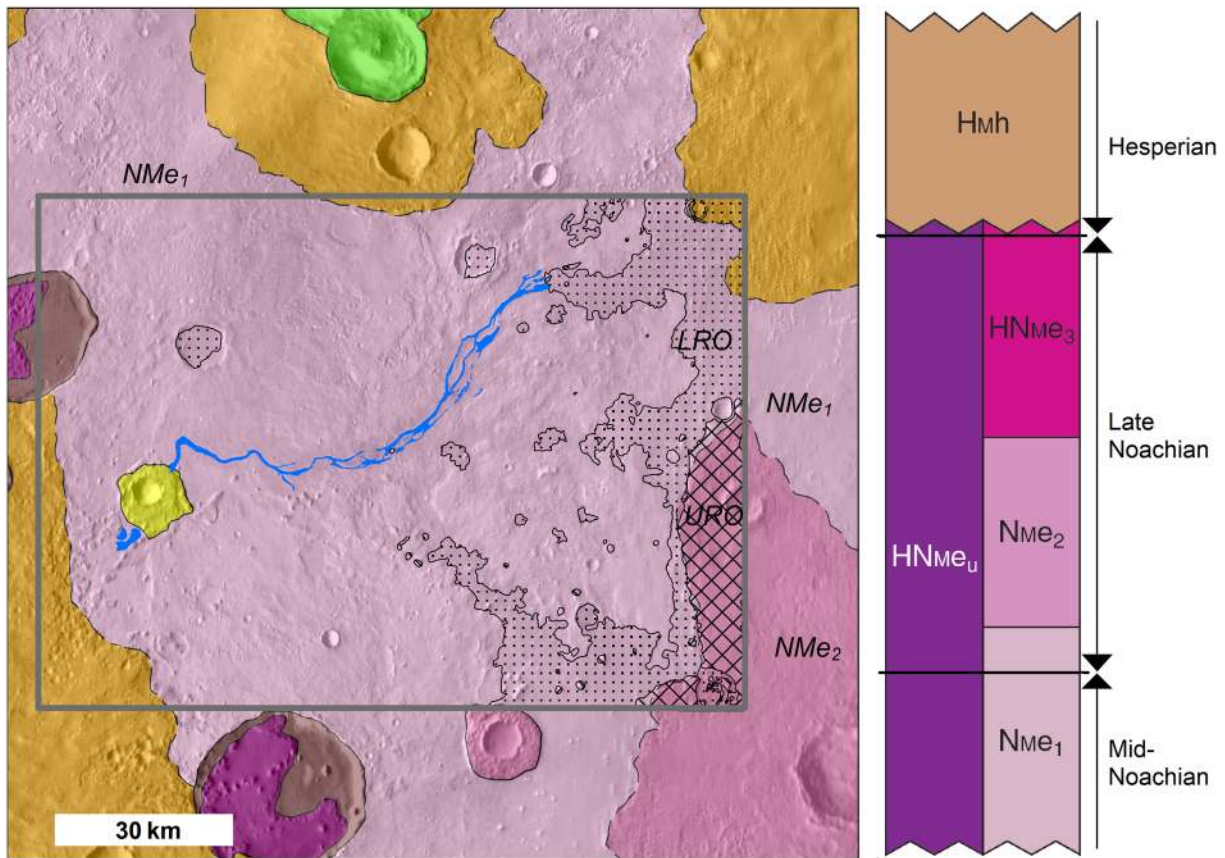 NMe₁
LRO
NMe₁
URO
NMe₂
30 km
HMh
Hesperian
HNMe₃
Late
Noachian
NMe₂
HNMeᵤ
NMe₁
Mid-
Noachian